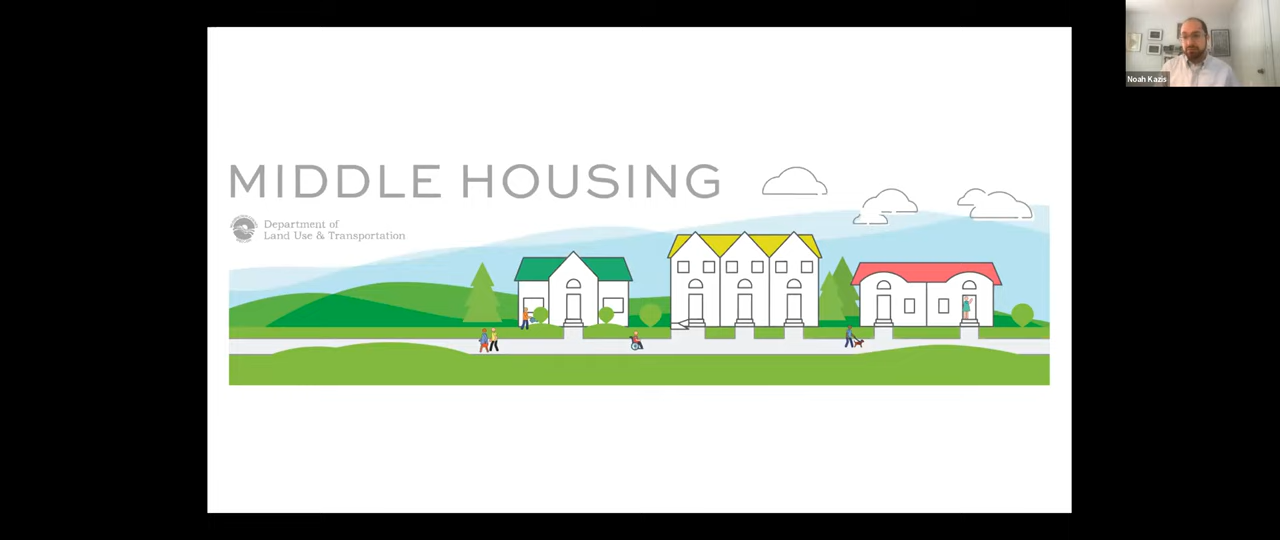 MIDDLE HOUSING
Department of
Land Use & Transportation
Noah Kazis